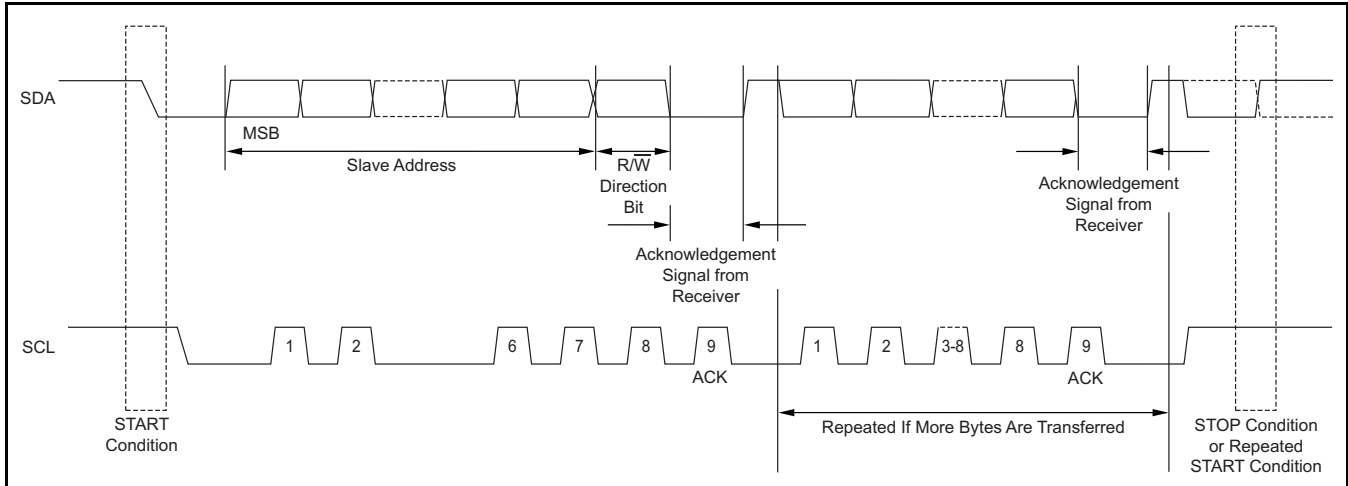 SDA
MSB
Slave Address
R/W̅
Direction
Bit
Acknowledgement
Signal from
Receiver
Acknowledgement
Signal from
Receiver
SCL
1
2
6
7
8
9
1
2
3-8
8
9
ACK
ACK
START
Condition
Repeated If More Bytes Are Transferred
STOP Condition
or Repeated
START Condition